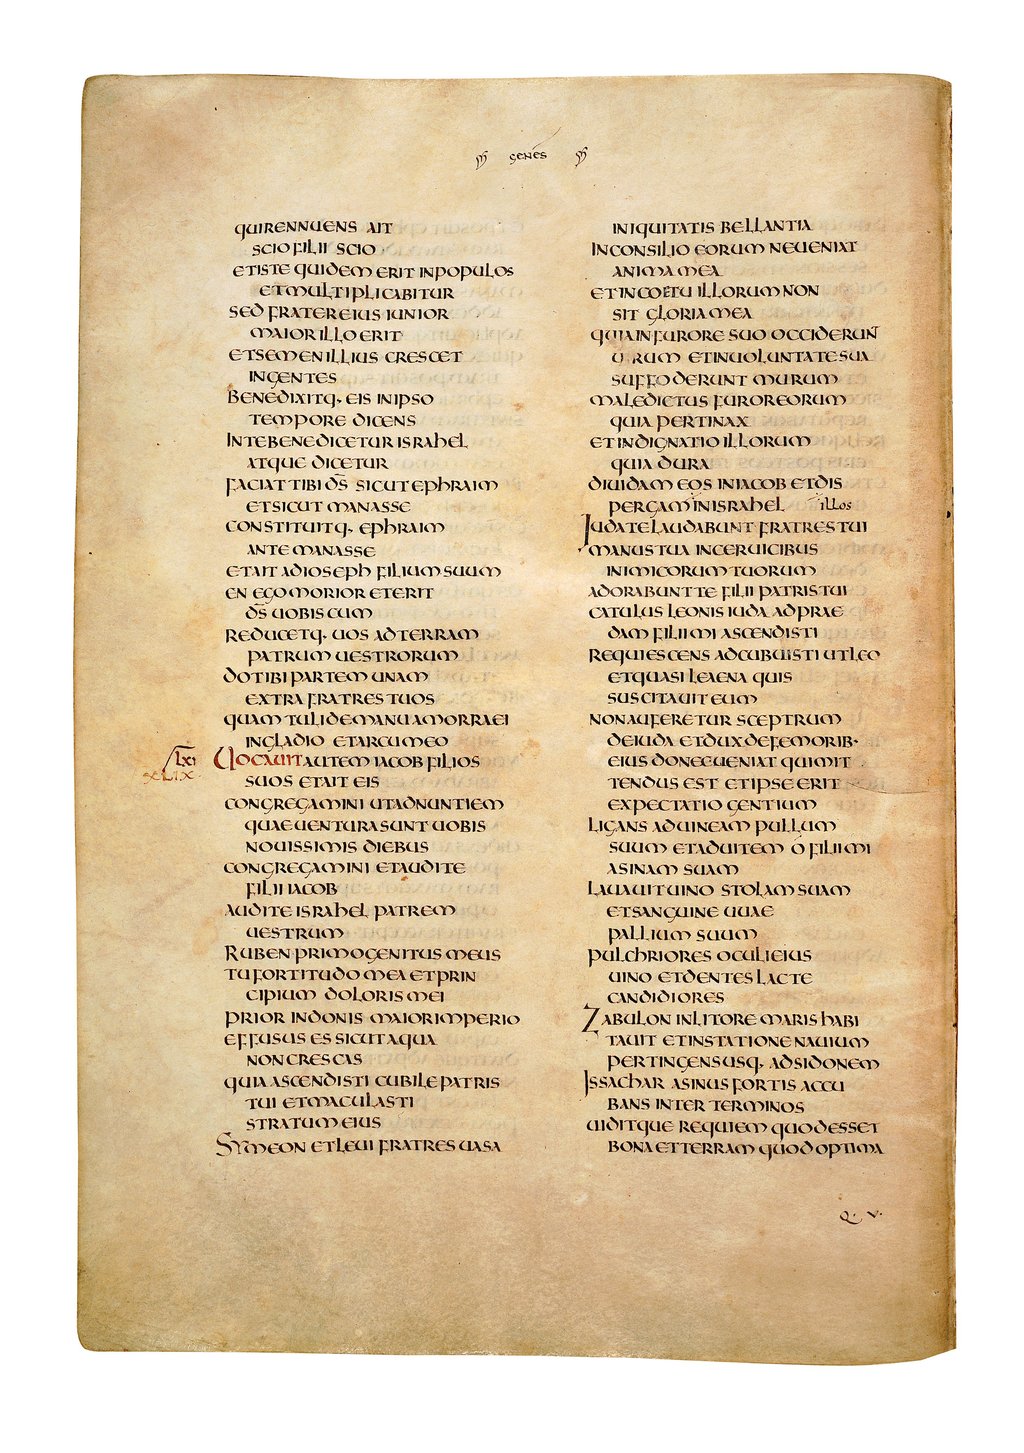 genes
QUI RENNUENS AIT
SCIO FILI SCIO
ET ISTE QUIDEM ERIT IN POPULOS
ET MULTIPLICABITUR
SED FRATER EIUS IUNIOR
MAIOR ILLO ERIT
ET SEMEN ILLIUS CRESCET
IN GENTES
BENEDIXITQ· EIS IN IPSO
TEMPORE DICENS
IN TE BENEDICETUR ISRAHEL
ATQUE DICETUR
FACIAT TIBI D̄S SICUT EPHRAIM
ET SICUT MANASSE
CONSTITUITQ· EPHRAIM
ANTE MANASSE
ET AIT AD IOSEPH FILIUM SUUM
EN EGO MORIOR ET ERIT
D̄S UOBISCUM
REDUCETQ· UOS AD TERRAM
PATRUM UESTRORUM
DO TIBI PARTEM UNAM
EXTRA FRATRES TUOS
QUAM TULI DE MANU AMORRAEI
IN GLADIO ET ARCU MEO
LXI UOCAUIT AUTEM IACOB FILIOS
SUOS ET AIT EIS
CONGREGAMINI UT ADNUNTIEM
QUAE UENTURA SUNT UOBIS
NOUISSIMIS DIEBUS
CONGREGAMINI ET AUDITE
FILII IACOB
AUDITE ISRAHEL PATREM
UESTRUM
RUBEN PRIMOGENITUS MEUS
TU FORTITUDO MEA ET PRIN
CIPIUM DOLORIS MEI
PRIOR IN DONIS MAIOR IMPERIO
EFFUSUS ES SICUT AQUA
NON CRESCAS
QUIA ASCENDISTI CUBILE PATRIS
TUI ET MACULASTI
STRATUM EIUS
SYMEON ET LEUI FRATRES UASA
INIQUITATIS BELLANTIA
IN CONSILIO EORUM NE UENIAT
ANIMA MEA
ET IN COETU ILLORUM NON
SIT GLORIA MEA
QUIA IN FURORE SUO OCCIDERUNT
U RUM ET IN UOLUNTATE SUA
SUFFODERUNT MURUM
MALEDICTUS FUROR EORUM
QUIA PERTINAX
ET INDIGNATIO ILLORUM
QUIA DURA
DIUIDAM EOS IN IACOB ET DIS
PERGAM IN ISRAHEL illos
IUDA TE LAUDABUNT FRATRES TUI
MANUS TUA IN CERUICIBUS
INIMICORUM TUORUM
ADORABUNT TE FILII PATRIS TUI
CATULUS LEONIS IUDA AD PRAE
DAM FILI MI ASCENDISTI
REQUIESCENS ADCUBUISTI UT LEO
ET QUASI LEAENA QUIS
SUSCITAUIT EUM
NON AUFERETUR SCEPTRUM
DE IUDA ET DUX DE FEMORIB·
EIUS DONEC UENIAT QUI MIT
TENDUS EST ET IPSE ERIT
EXPECTATIO GENTIUM
LIGANS AD UINEAM PULLUM
SUUM ET AD UITEM O FILI MI
ASINAM SUAM
LAUAUIT UINO STOLAM SUAM
ET SANGUINE UUAE
PALLIUM SUUM
PULCHRIORES OCULI EIUS
UINO ET DENTES LACTE
CANDIDIORES
ZABULON IN LITORE MARIS HABI
TAUIT ET IN STATIONE NAUIUM
PERTINGENS USQ· AD SIDONEM
ISSACHAR ASINUS FORTIS ACCU
BANS INTER TERMINOS
UIDITQUE REQUIEM QUOD ESSET
BONA ET TERRAM QUOD OPTIMA
Q· V·